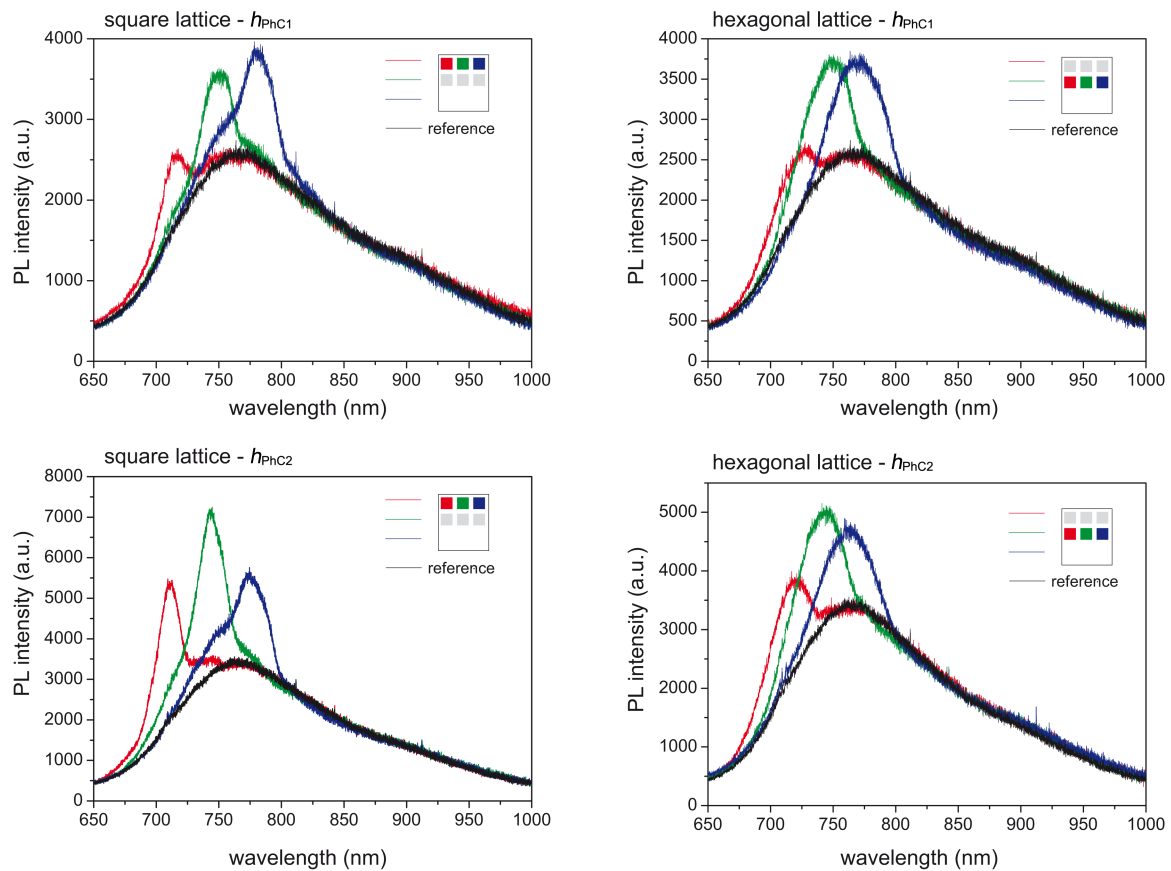 square lattice - hPhC1
4000
3000
2000
1000
0
PL intensity (a.u.)
reference
650 700 750 800 850 900 950 1000
wavelength (nm)
hexagonal lattice - hPhC1
4000
3500
3000
2500
2000
1500
1000
500
0
PL intensity (a.u.)
reference
650 700 750 800 850 900 950 1000
wavelength (nm)
square lattice - hPhC2
8000
7000
6000
5000
4000
3000
2000
1000
0
PL intensity (a.u.)
reference
650 700 750 800 850 900 950 1000
wavelength (nm)
hexagonal lattice - hPhC2
5000
4000
3000
2000
1000
0
PL intensity (a.u.)
reference
650 700 750 800 850 900 950 1000
wavelength (nm)